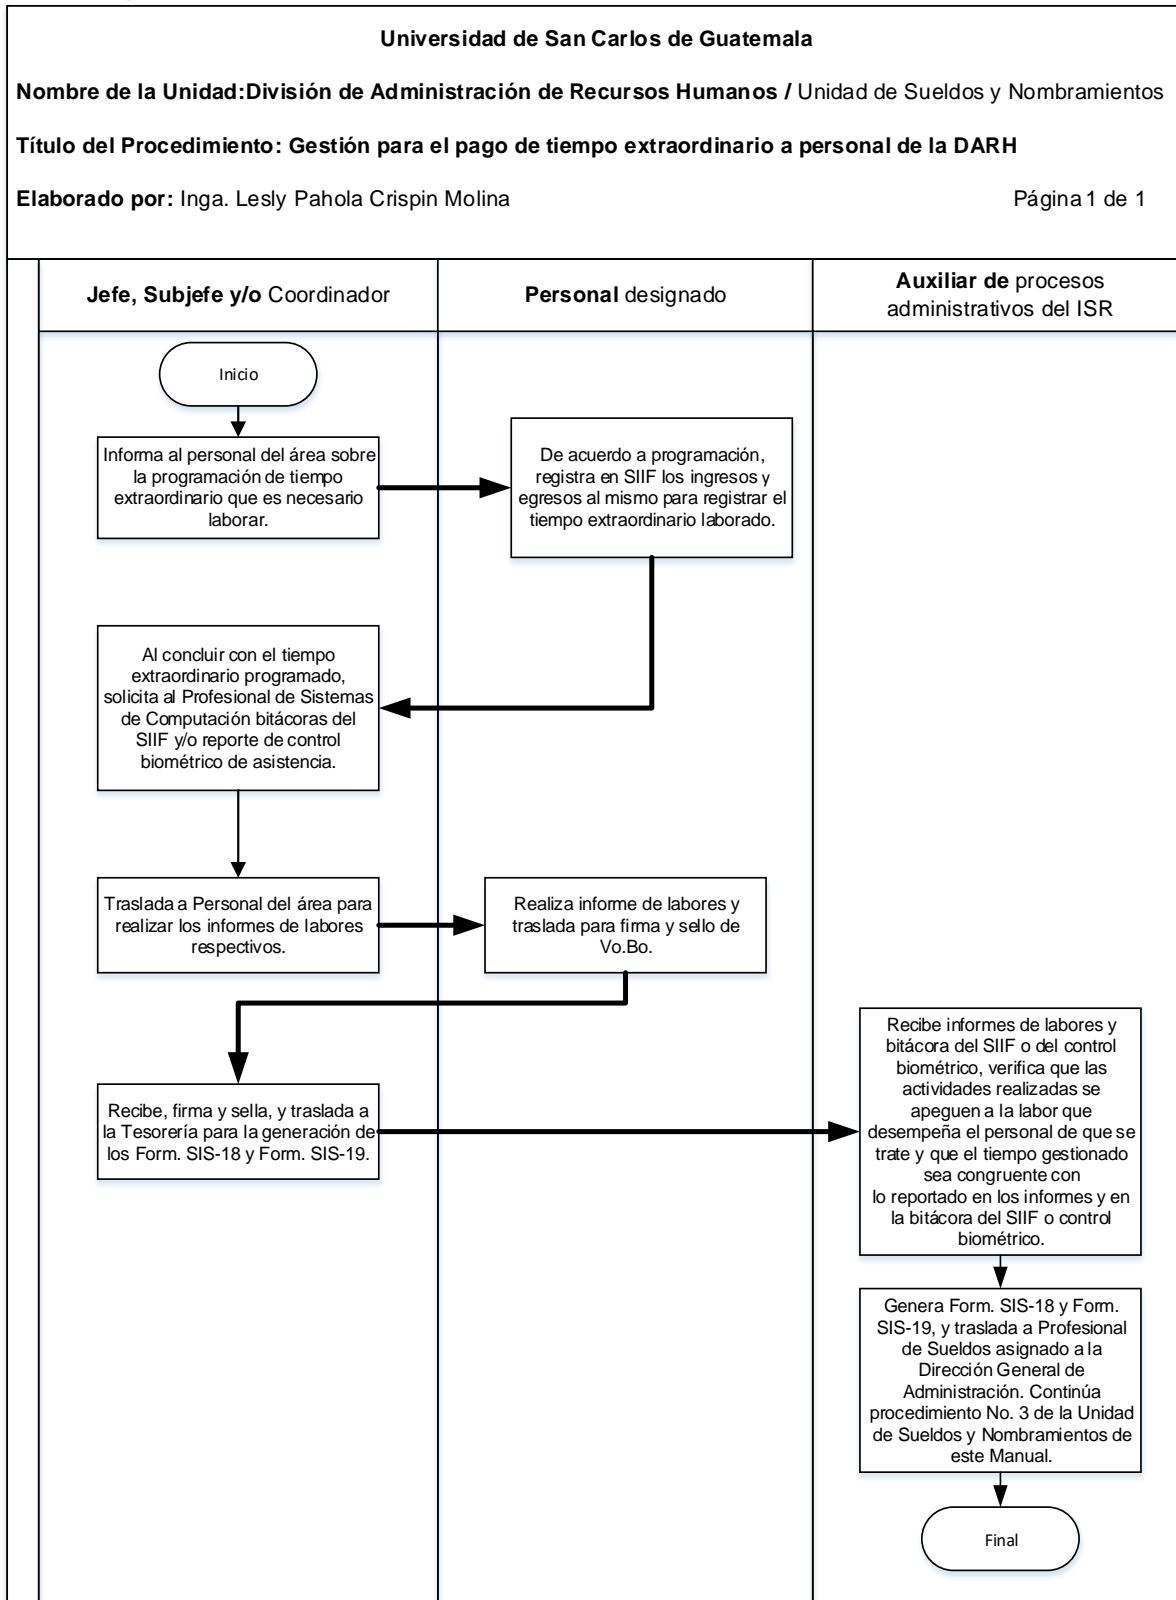 Universidad de San Carlos de Guatemala
Nombre de la Unidad:División de Administración de Recursos Humanos / Unidad de Sueldos y Nombramientos
Título del Procedimiento: Gestión para el pago de tiempo extraordinario a personal de la DARH
Elaborado por: Inga. Lesly Pahola Crispin Molina
Página 1 de 1
Jefe, Subjefe y/o Coordinador
Personal designado
Auxiliar de procesos
administrativos del ISR
Inicio
Informa al personal del área sobre
la programación de tiempo
extraordinario que es necesario
laborar.
De acuerdo a programación,
registra en SIIF los ingresos y
egresos al mismo para registrar el
tiempo extraordinario laborado.
Al concluir con el tiempo
extraordinario programado,
solicita al Profesional de Sistemas
de Computación bitácoras del
SIIF y/o reporte de control
biométrico de asistencia.
Traslada a Personal del área para
realizar los informes de labores
respectivos.
Realiza informe de labores y
traslada para firma y sello de
Vo.Bo.
Recibe, firma y sella, y traslada a
la Tesorería para la generación de
los Form. SIS-18 y Form. SIS-19.
Recibe informes de labores y
bitácora del SIIF o del control
biométrico, verifica que las
actividades realizadas se
apeguen a la labor que
desempeña el personal de que se
trate y que el tiempo gestionado
sea congruente con
lo reportado en los informes y en
la bitácora del SIIF o control
biométrico.
Genera Form. SIS-18 y Form.
SIS-19, y traslada a Profesional
de Sueldos asignado a la
Dirección General de
Administración. Continúa
procedimiento No. 3 de la Unidad
de Sueldos y Nombramientos de
este Manual.
Final